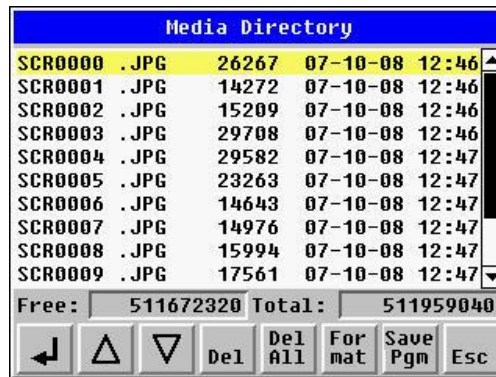 Media Directory
SCR0000 .JPG 26267 07-10-08 12:46
SCR0001 .JPG 14272 07-10-08 12:46
SCR0002 .JPG 15209 07-10-08 12:46
SCR0003 .JPG 29708 07-10-08 12:46
SCR0004 .JPG 29582 07-10-08 12:47
SCR0005 .JPG 23263 07-10-08 12:47
SCR0006 .JPG 14643 07-10-08 12:47
SCR0007 .JPG 14976 07-10-08 12:47
SCR0008 .JPG 15994 07-10-08 12:47
SCR0009 .JPG 17561 07-10-08 12:47
Free: 511672320 Total: 511959040
Del Del All For mat Save Pgm Esc